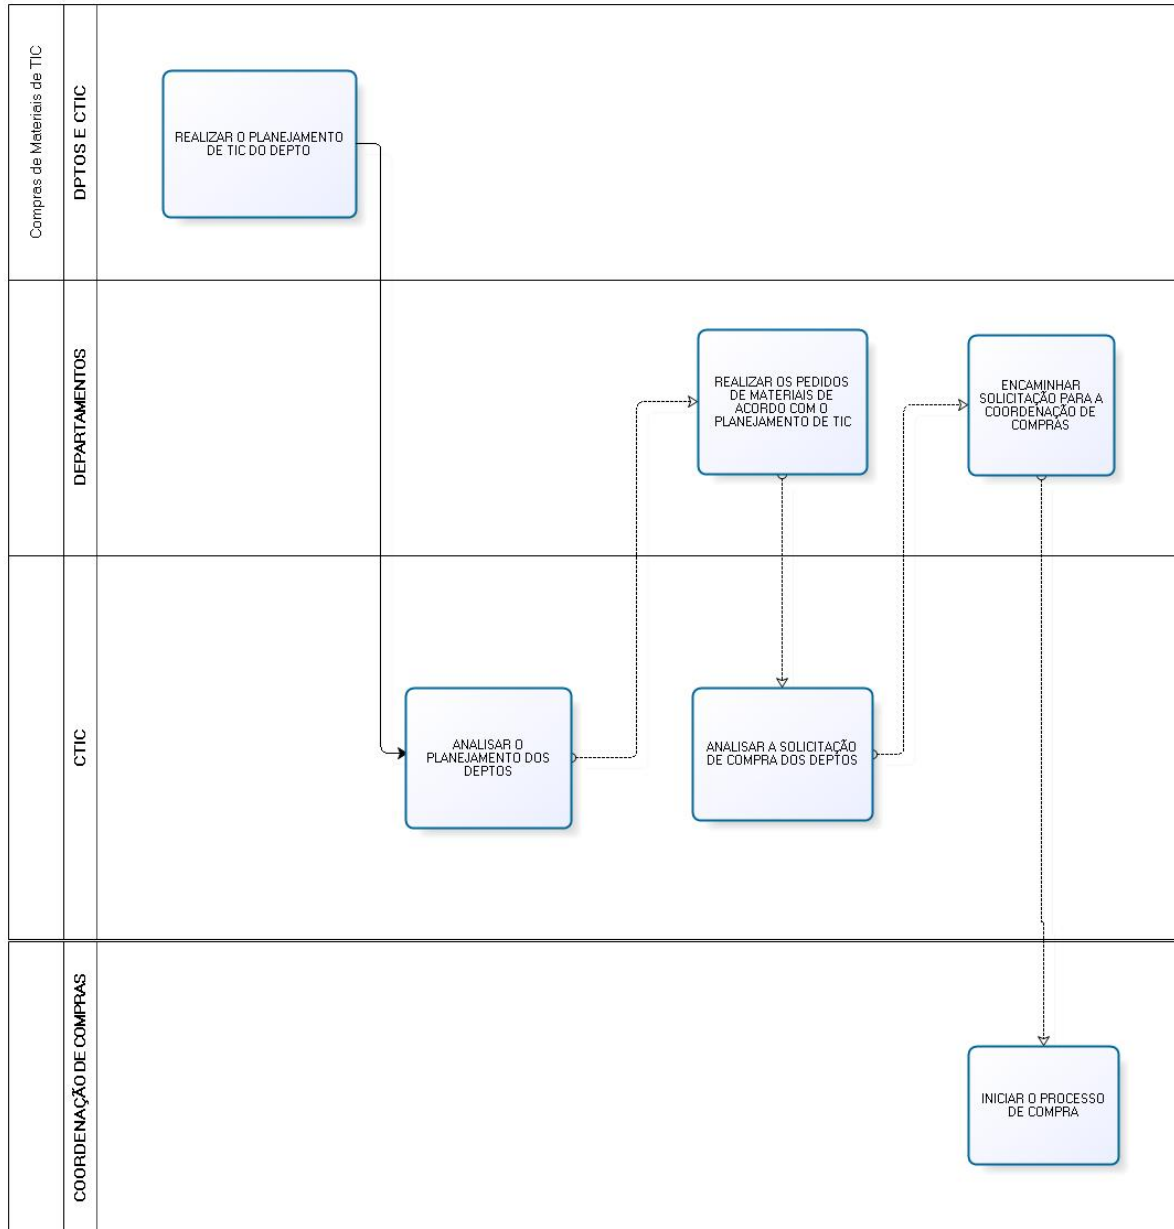 Compras de Materiais de TIC
DPTOS E CTIC
REALIZAR O PLANEJAMENTO
DE TIC DO DEPTO
DEPARTAMENTOS
REALIZAR OS PEDIDOS
DE MATERIAIS DE
ACORDO COM O
PLANEJAMENTO DE TIC
ENCAMINHAR
SOLICITAÇÃO PARA A
COORDENAÇÃO DE
COMPRAS
CTIC
ANALISAR O
PLANEJAMENTO DOS
DEPTOS
ANALISAR A SOLICITAÇÃO
DE COMPRA DOS DEPTOS
COORDENAÇÃO DE COMPRAS
INICIAR O PROCESSO
DE COMPRA